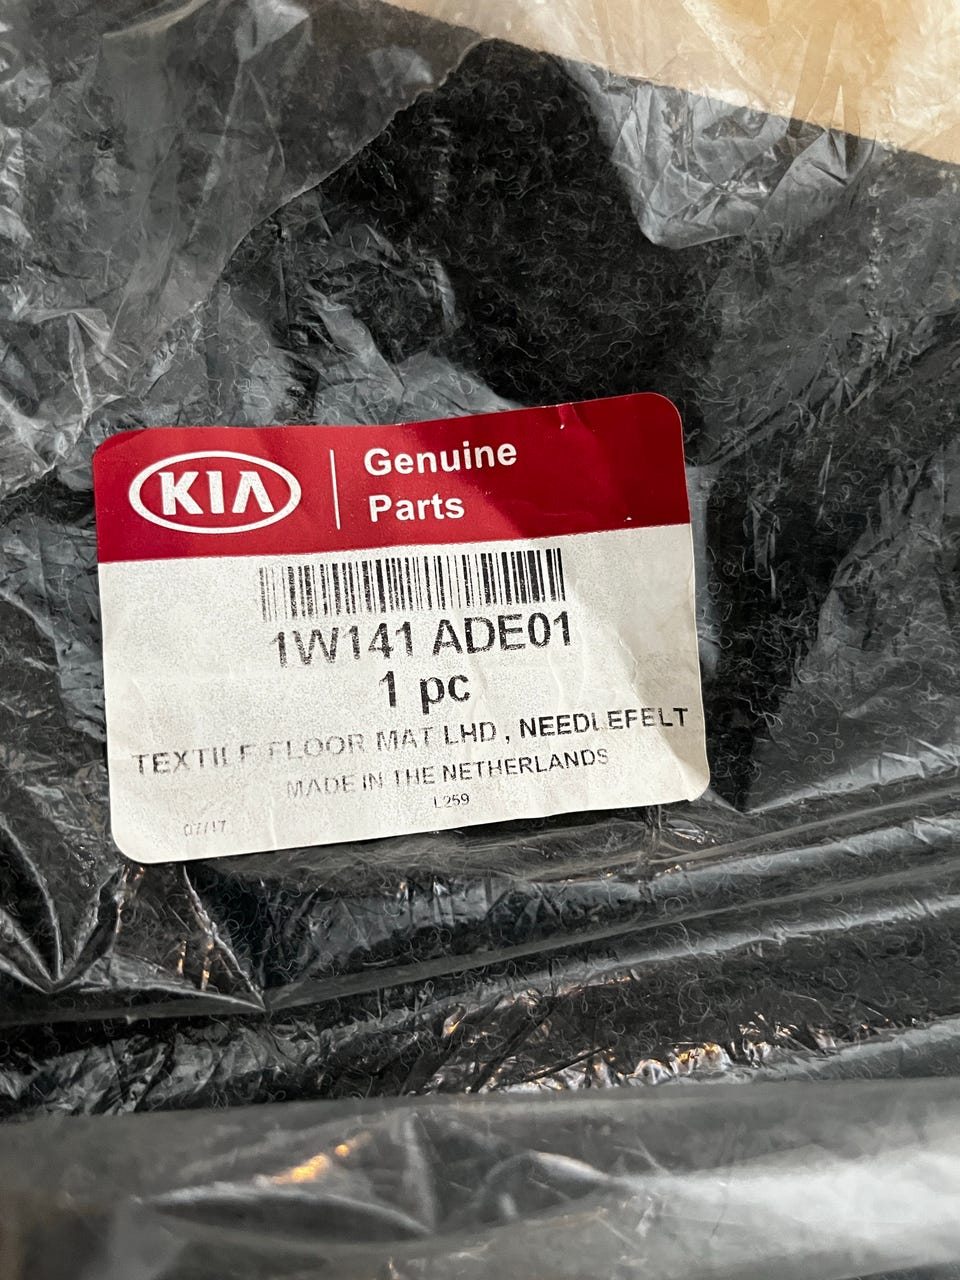 KIA
Genuine
Parts
1W141 ADE01
1 pc
TEXTILE FLOOR MAT LHD , NEEDLEFELT
MADE IN THE NETHERLANDS
L259
07/17